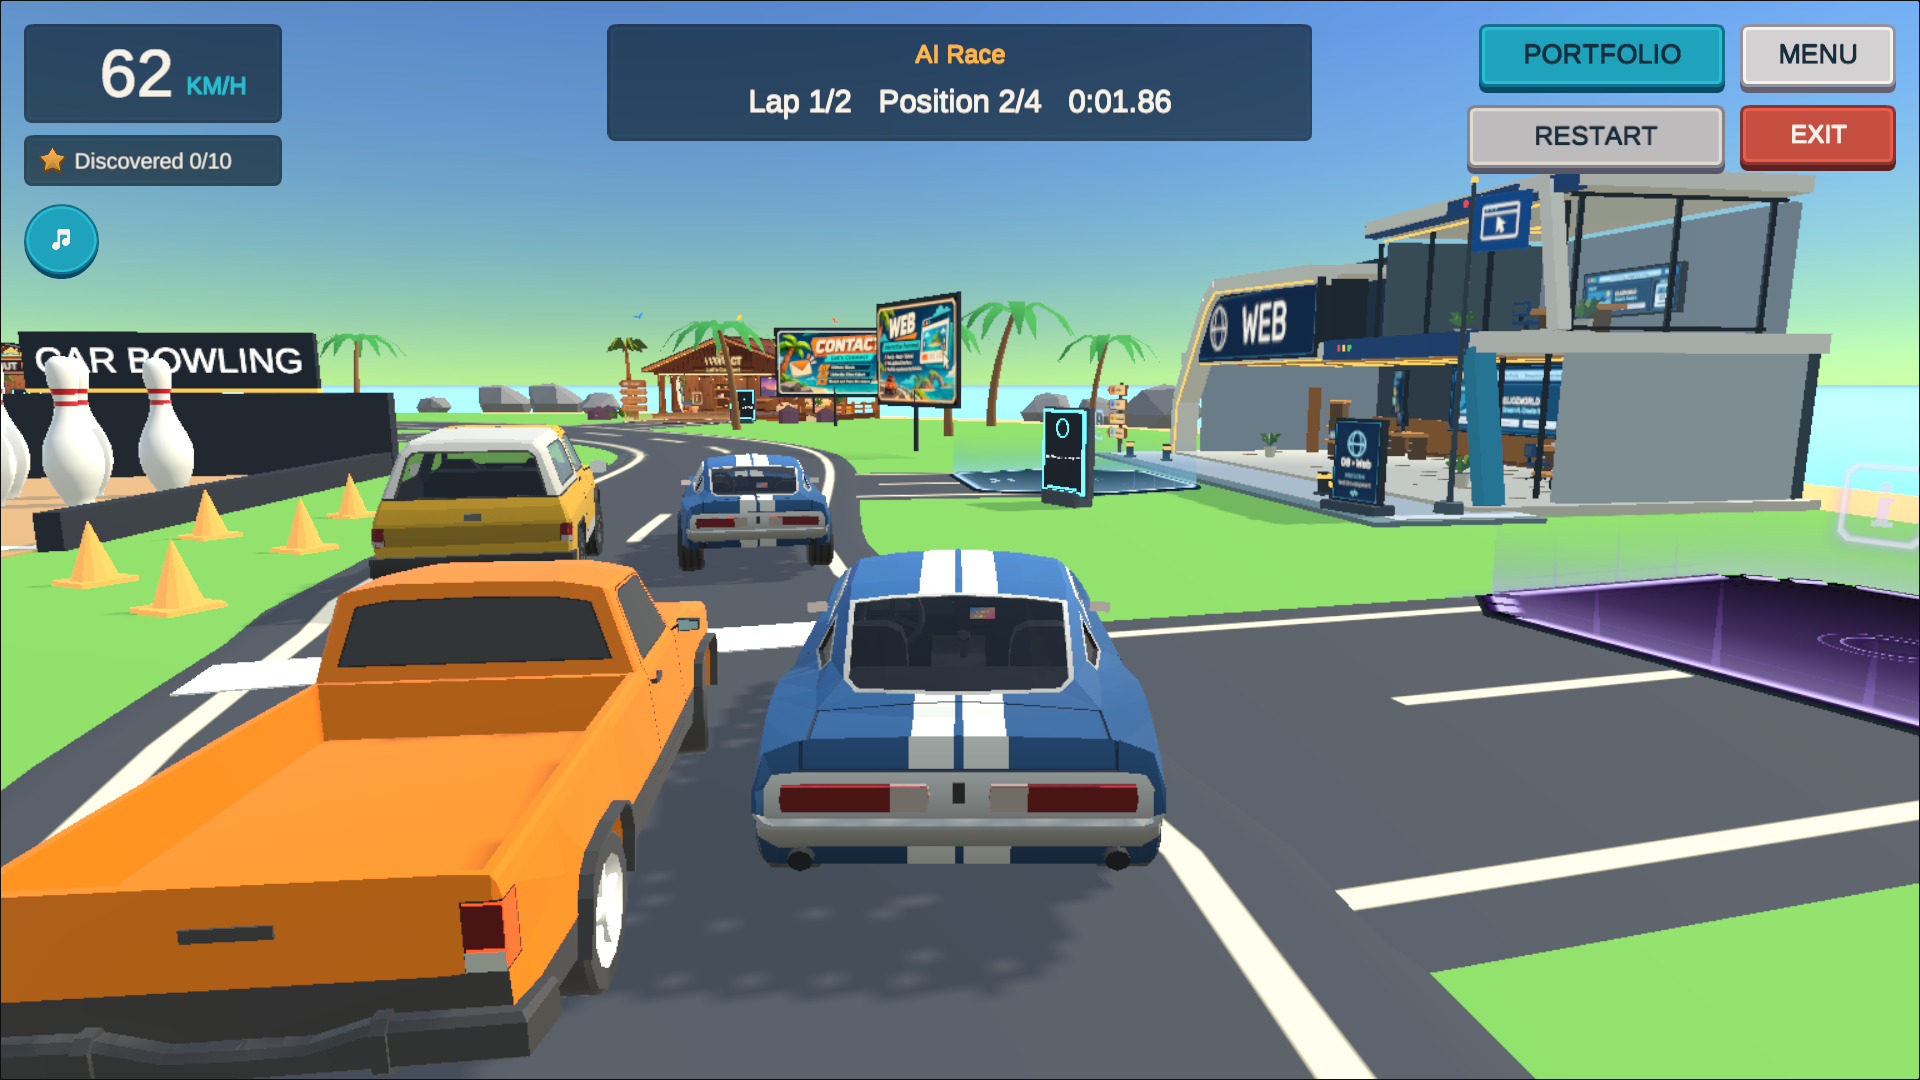 62 KM/H
Discovered 0/10
AI Race
Lap 1/2 Position 2/4 0:01.86
PORTFOLIO
MENU
RESTART
EXIT
CAR BOWLING
CONTACT
WEB
WEB